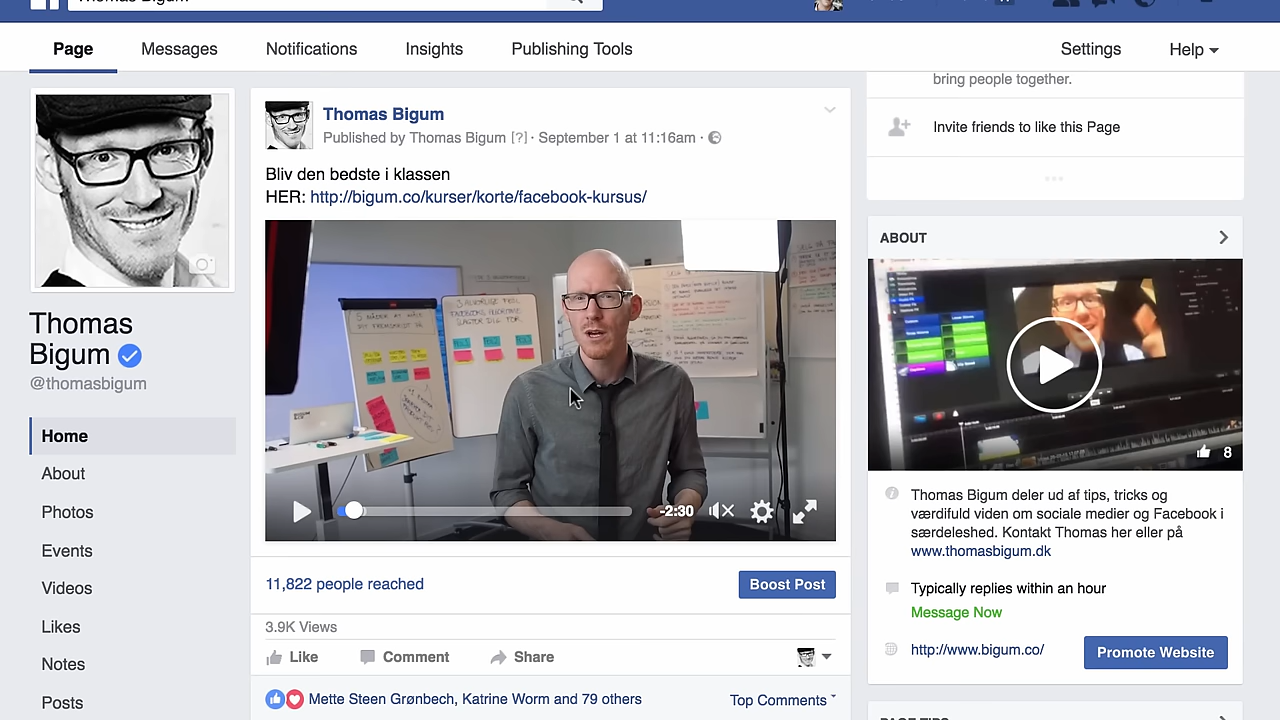 Thomas Bigum
Page
Messages
Notifications
Insights
Publishing Tools
Settings
Help
Thomas
Bigum
@thomasbigum
Home
About
Photos
Events
Videos
Likes
Notes
Posts
Thomas Bigum
Published by Thomas Bigum [?] · September 1 at 11:16am ·
Bliv den bedste i klassen
HER: http://bigum.co/kurser/korte/facebook-kursus/
-2:30
11,822 people reached
Boost Post
3.9K Views
Like
Comment
Share
Mette Steen Grønbech, Katrine Worm and 79 others
Top Comments
bring people together.
Invite friends to like this Page
ABOUT
8
Thomas Bigum deler ud af tips, tricks og
værdifuld viden om sociale medier og Facebook i
særdeleshed. Kontakt Thomas her eller på
www.thomasbigum.dk
Typically replies within an hour
Message Now
http://www.bigum.co/
Promote Website
PAGE TIPS